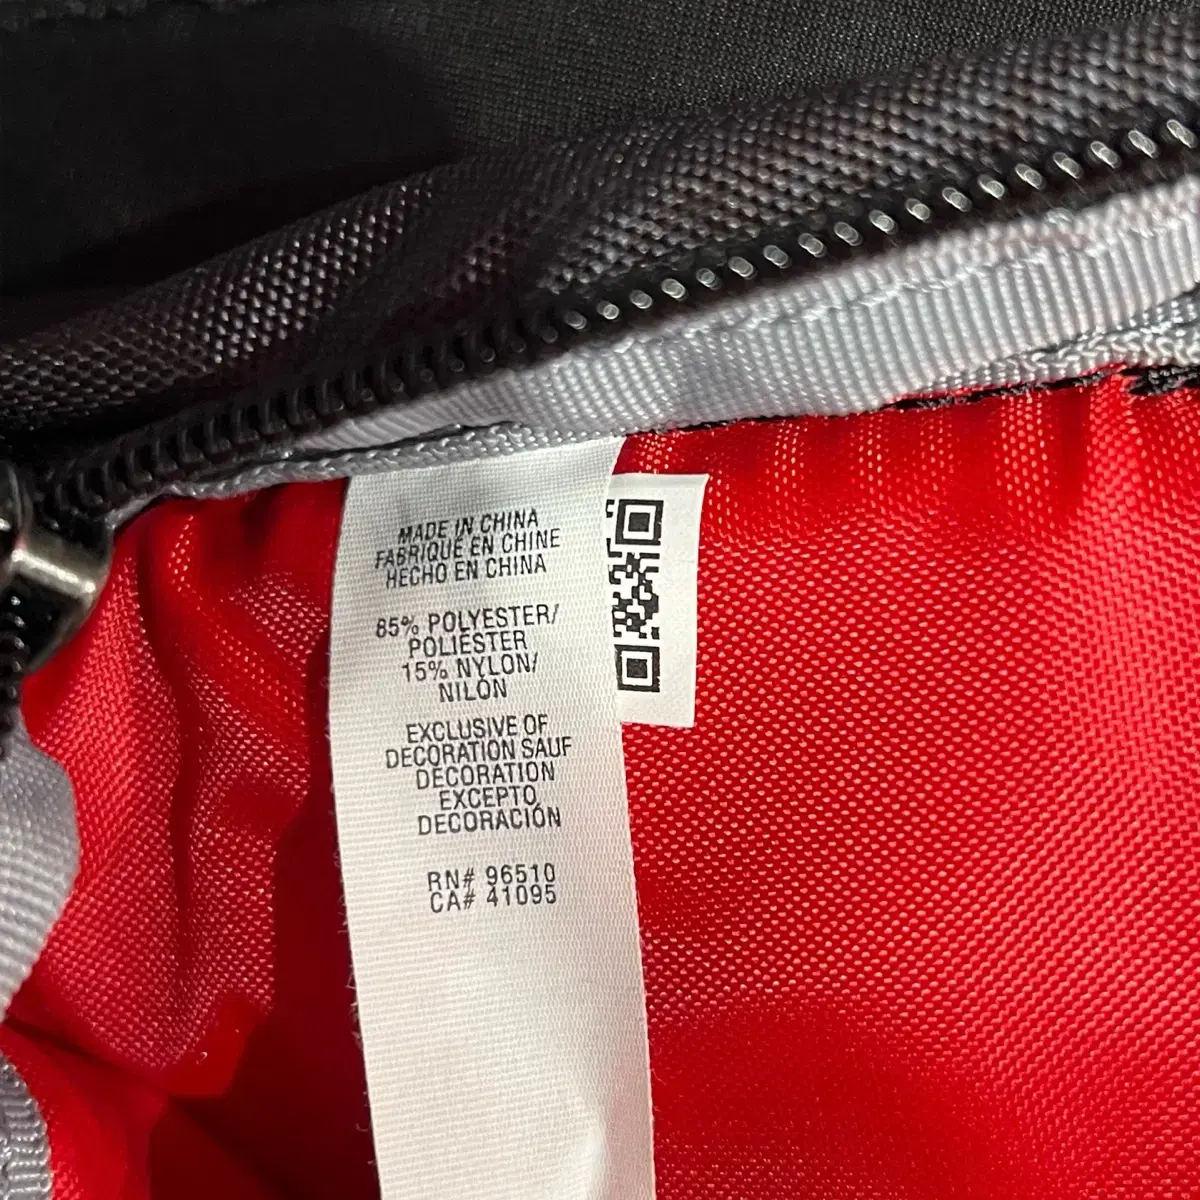 MADE IN CHINA
FABRIQUÉ EN CHINE
HECHO EN CHINA
85% POLYESTER/
POLIÉSTER
15% NYLON/
NILÓN
EXCLUSIVE OF
DECORATION SAUF
DÉCORATION
EXCEPTO
DECORACIÓN
RN# 96510
CA# 41095